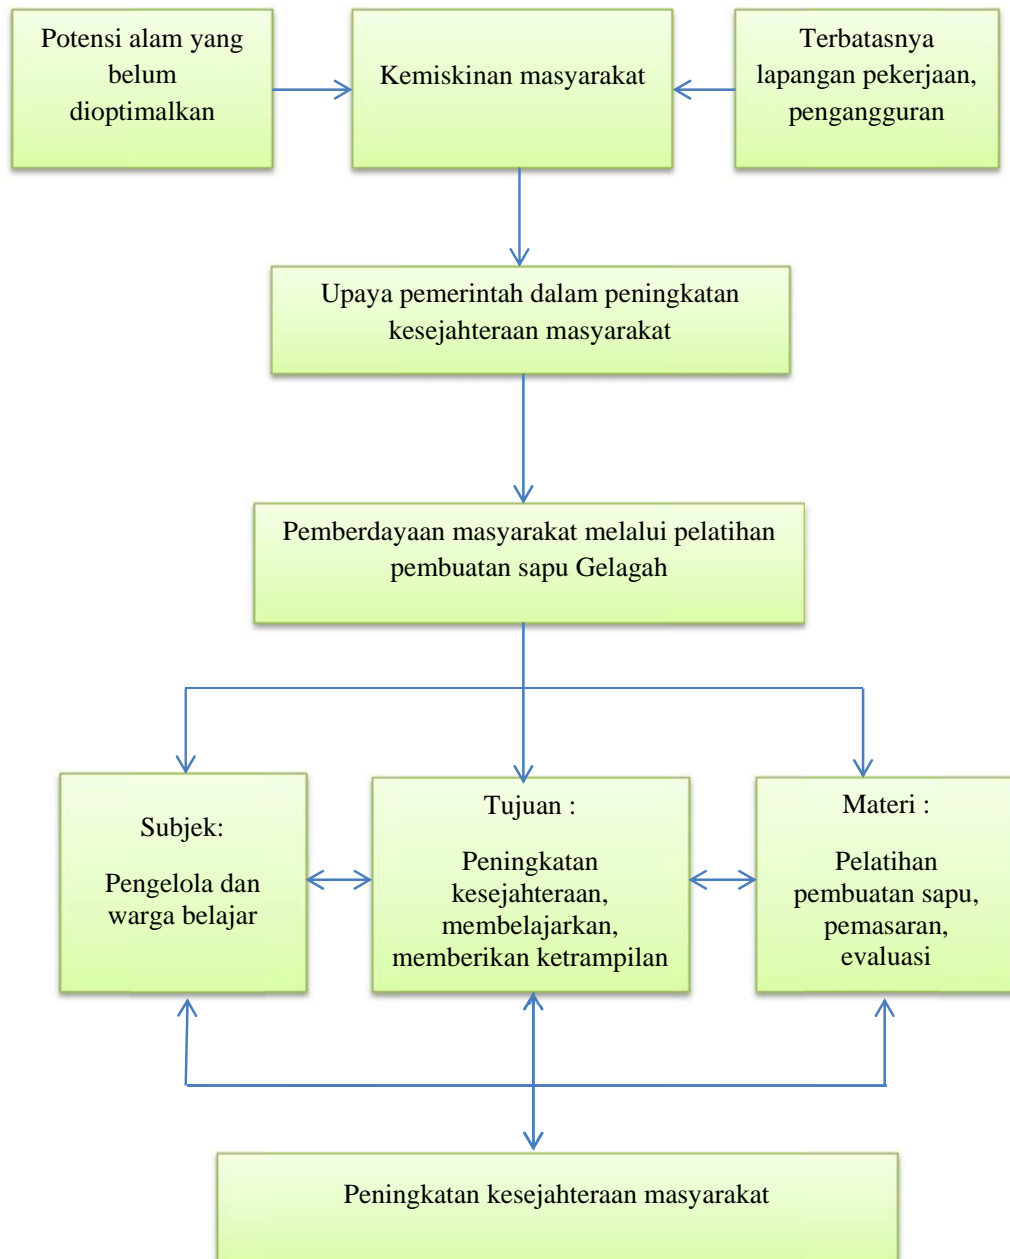 Potensi alam yang
belum
dioptimalkan
Kemiskinan masyarakat
Terbatasnya
lapangan pekerjaan,
pengangguran
Upaya pemerintah dalam peningkatan
kesejahteraan masyarakat
Pemberdayaan masyarakat melalui pelatihan
pembuatan sapu Gelagah
Subjek:
Pengelola dan
warga belajar
Tujuan :
Peningkatan
kesejahteraan,
membelajarkan,
memberikan ketrampilan
Materi :
Pelatihan
pembuatan sapu,
pemasaran,
evaluasi
Peningkatan kesejahteraan masyarakat